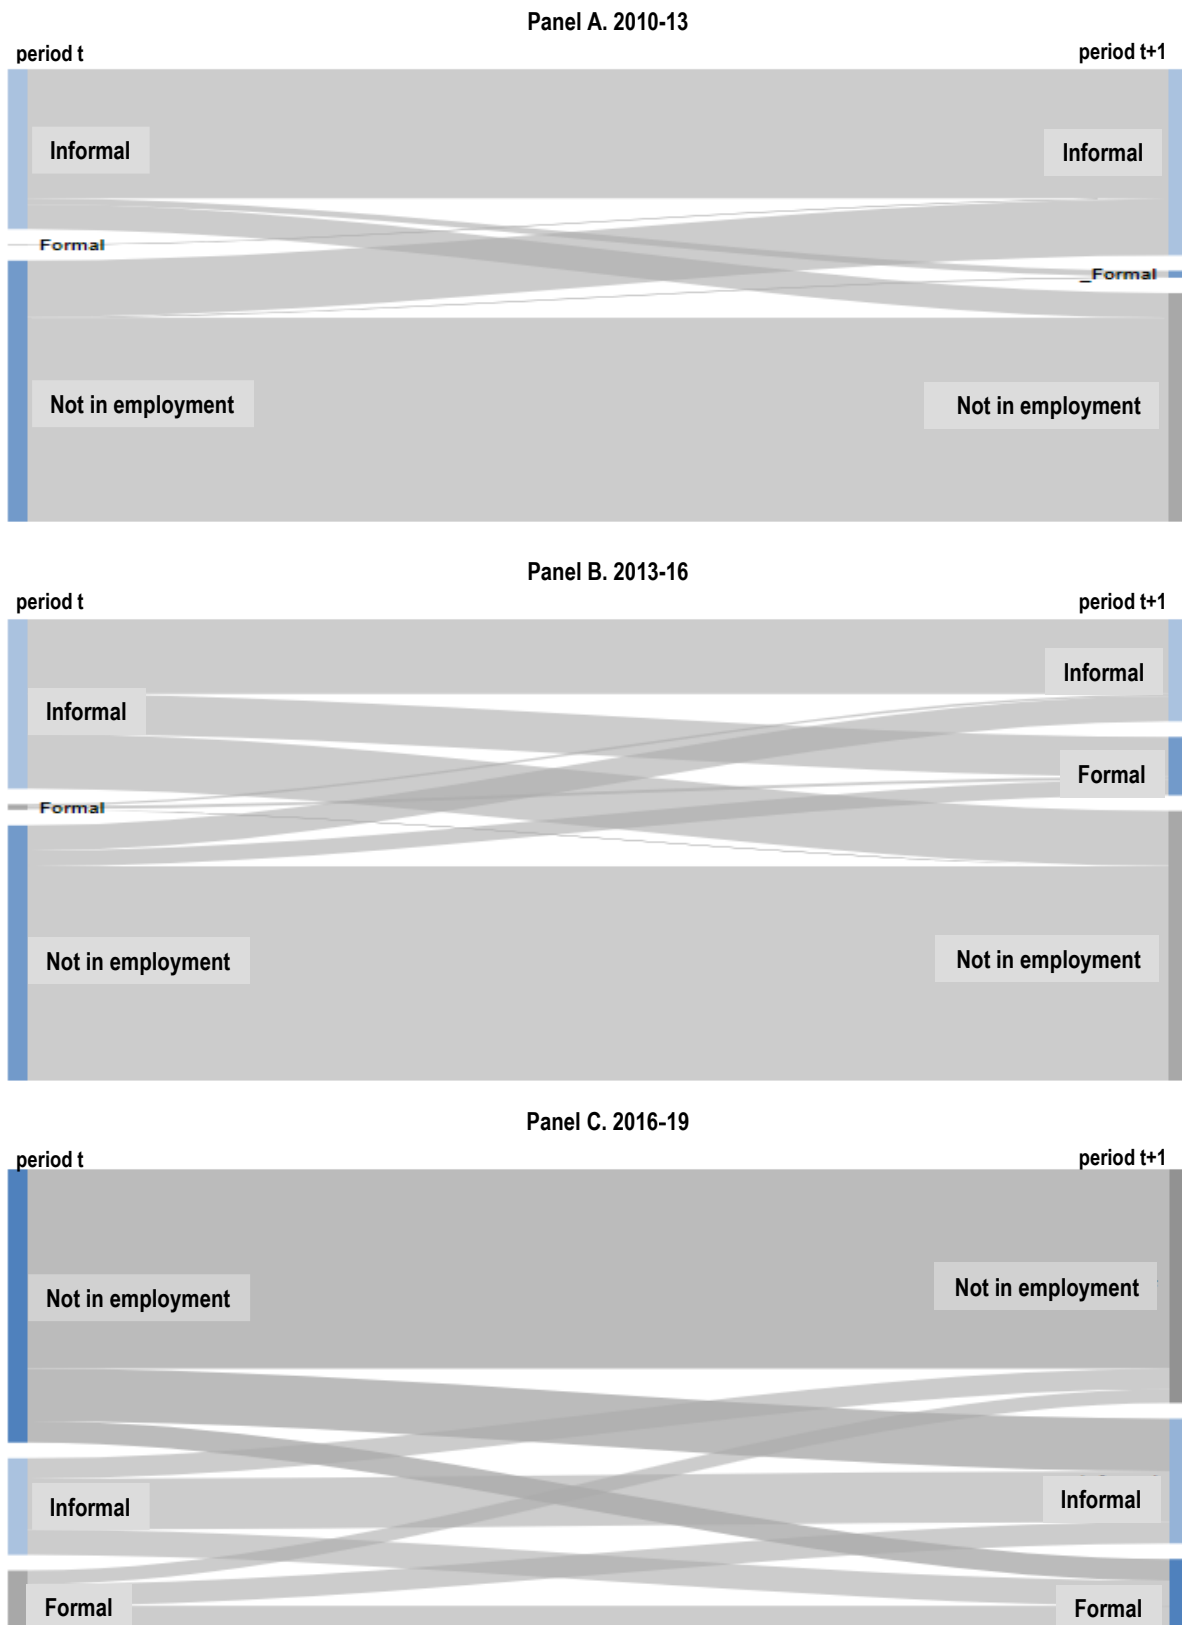 Panel A. 2010-13
period t
period t+1
Informal
Informal
Formal
_Formal
Not in employment
Not in employment
Panel B. 2013-16
period t
period t+1
Informal
Informal
Formal
Formal
Not in employment
Not in employment
Panel C. 2016-19
period t
period t+1
Not in employment
Not in employment
Informal
Informal
Formal
Formal